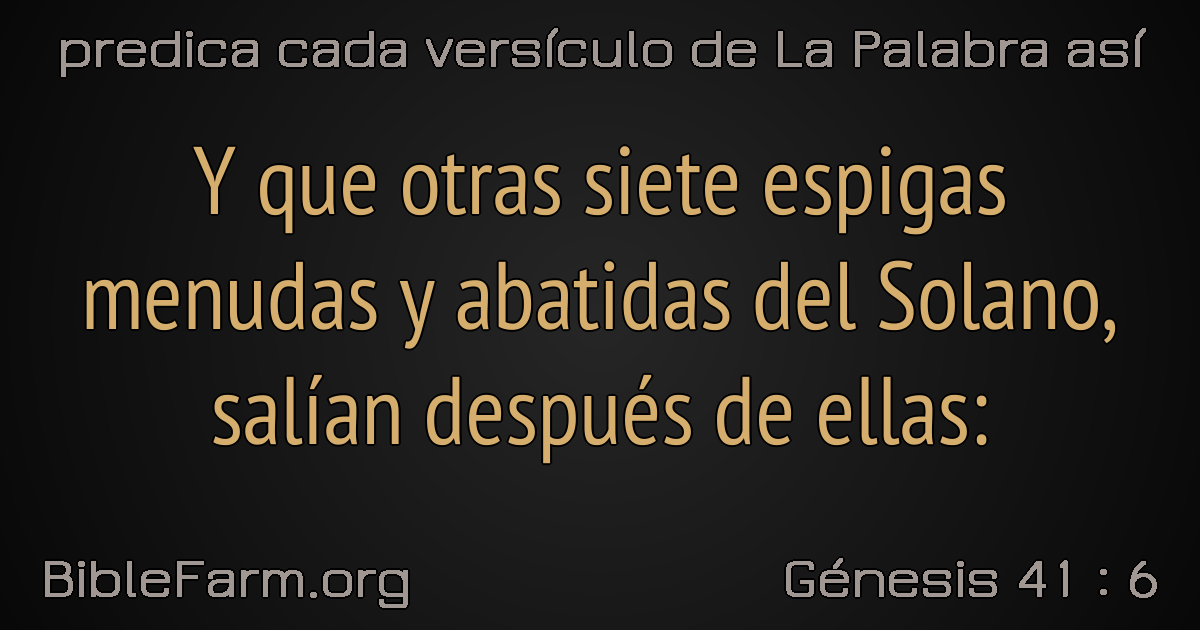 predica cada versículo de La Palabra así
Y que otras siete espigas
menudas y abatidas del Solano,
salían después de ellas:
BibleFarm.org
Génesis 41 : 6